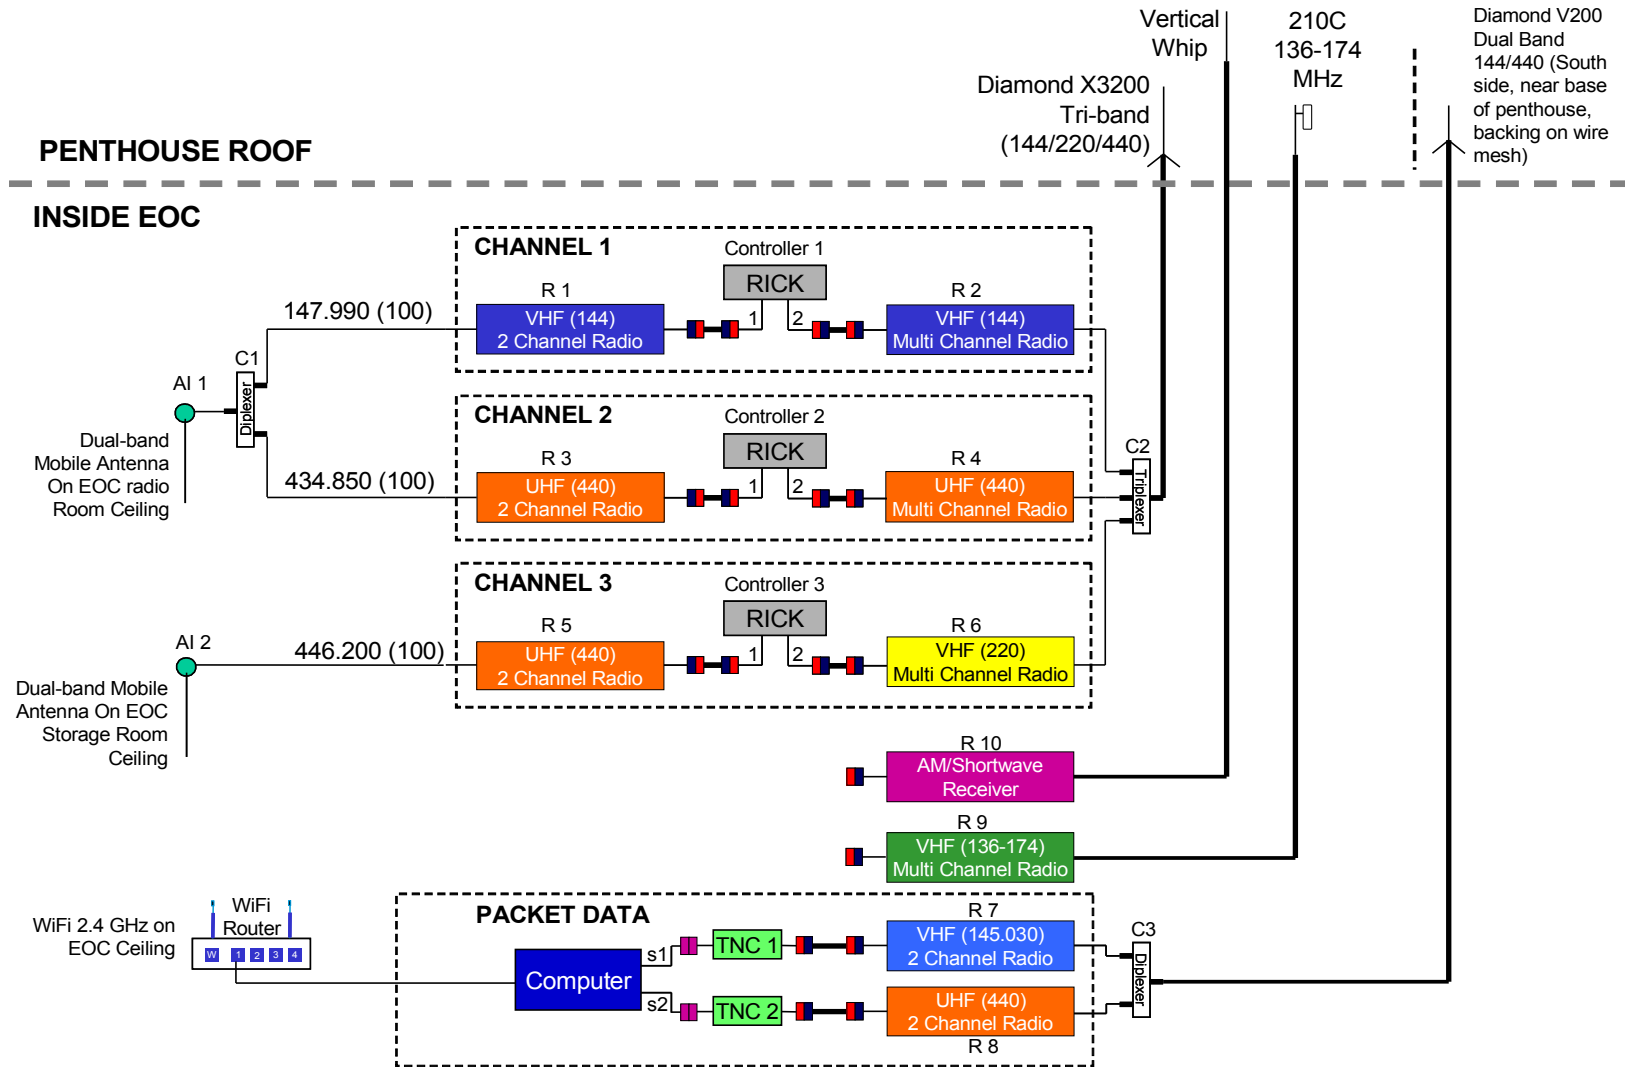 Vertical
Whip
210C
136-174
MHz
Diamond V200
Dual Band
144/440 (South
side, near base
of penthouse,
backing on wire
mesh)
Diamond X3200
Tri-band
(144/220/440)
PENTHOUSE ROOF
INSIDE EOC
CHANNEL 1
Controller 1
RICK
R 1
VHF (144)
2 Channel Radio
1
2
R 2
VHF (144)
Multi Channel Radio
147.990 (100)
C1
Diplexer
AI 1
Dual-band
Mobile Antenna
On EOC radio
Room Ceiling
434.850 (100)
CHANNEL 2
Controller 2
RICK
R 3
UHF (440)
2 Channel Radio
1
2
R 4
UHF (440)
Multi Channel Radio
C2
Triplexer
CHANNEL 3
Controller 3
RICK
R 5
UHF (440)
2 Channel Radio
1
2
R 6
VHF (220)
Multi Channel Radio
AI 2
446.200 (100)
Dual-band Mobile
Antenna On EOC
Storage Room
Ceiling
R 10
AM/Shortwave
Receiver
R 9
VHF (136-174)
Multi Channel Radio
WiFi 2.4 GHz on
EOC Ceiling
WiFi
Router
W 1 2 3 4
PACKET DATA
Computer
s1
s2
TNC 1
TNC 2
R 7
VHF (145.030)
2 Channel Radio
UHF (440)
2 Channel Radio
R 8
C3
Diplexer